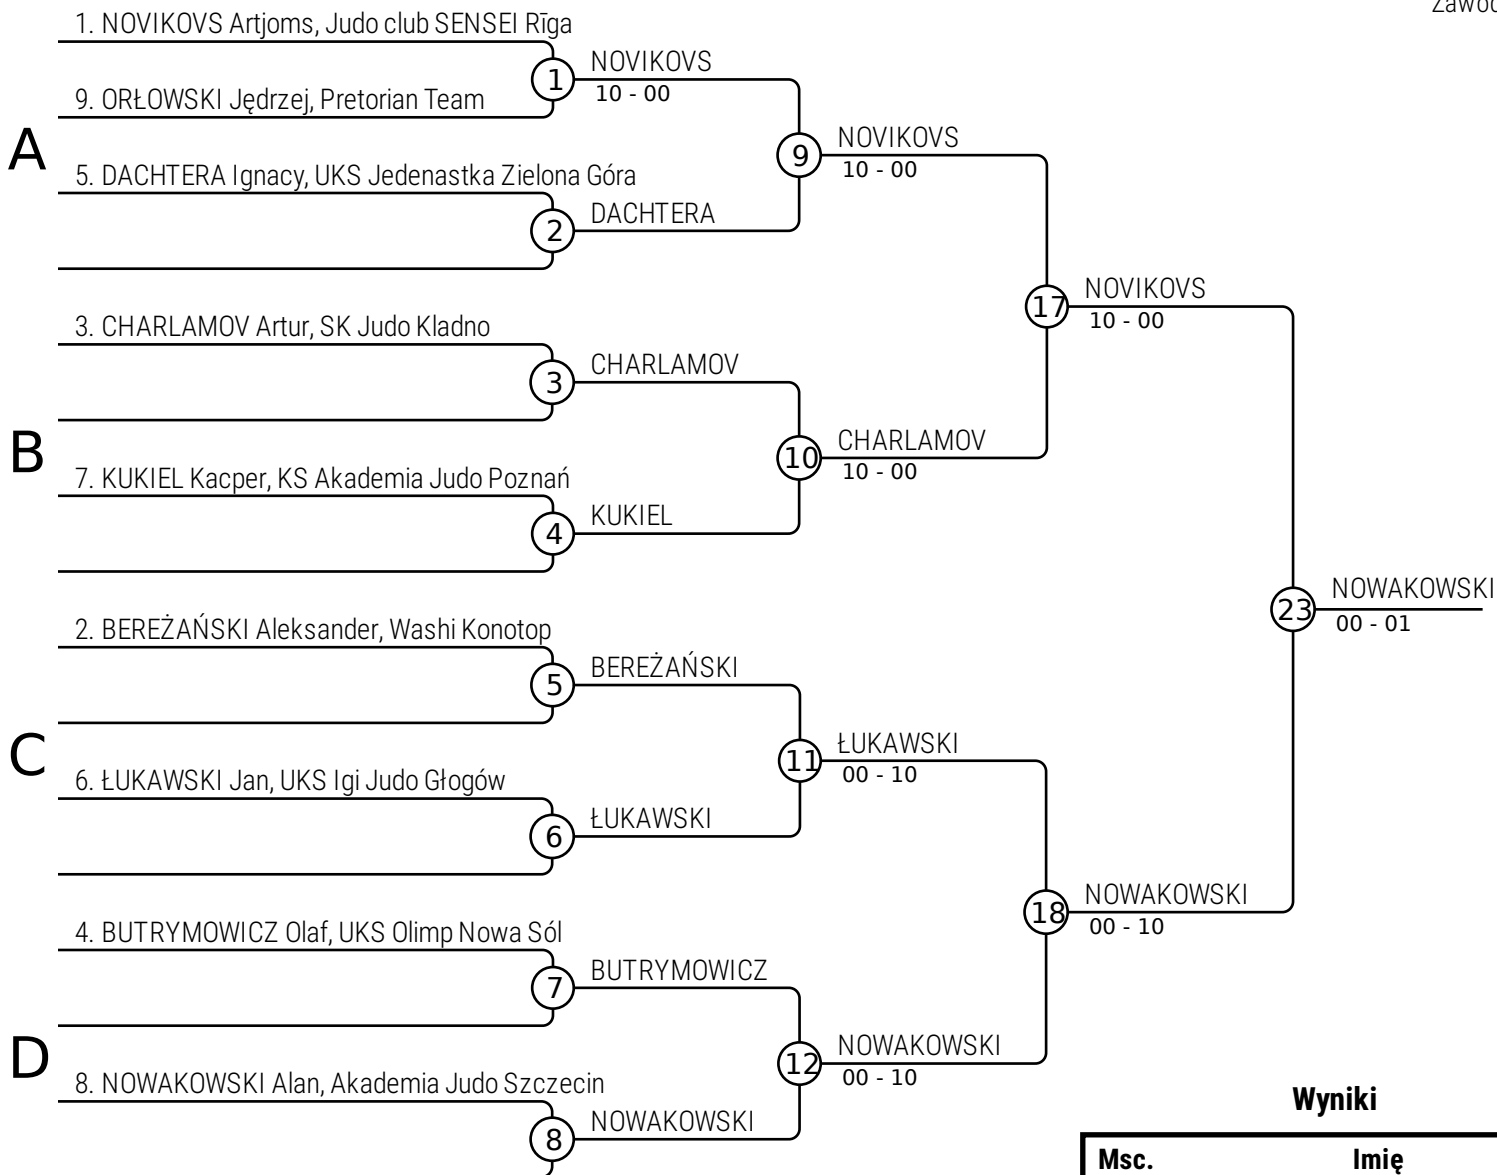 1. NOVIKOVS Artjoms, Judo club SENSEI Rīga
1
NOVIKOVS
10 - 00
9. ORŁOWSKI Jędrzej, Pretorian Team
A
9
NOVIKOVS
10 - 00
5. DACHTERA Ignacy, UKS Jedenastka Zielona Góra
2
DACHTERA
17
NOVIKOVS
10 - 00
3. CHARLAMOV Artur, SK Judo Kladno
3
CHARLAMOV
B
10
CHARLAMOV
10 - 00
7. KUKIEL Kacper, KS Akademia Judo Poznań
4
KUKIEL
23
NOWAKOWSKI
00 - 01
2. BEREŻAŃSKI Aleksander, Washi Konotop
5
BEREŻAŃSKI
C
11
ŁUKAWSKI
00 - 10
6. ŁUKAWSKI Jan, UKS Igi Judo Głogów
6
ŁUKAWSKI
18
NOWAKOWSKI
00 - 10
4. BUTRYMOWICZ Olaf, UKS Olimp Nowa Sól
7
BUTRYMOWICZ
D
12
NOWAKOWSKI
00 - 10
8. NOWAKOWSKI Alan, Akademia Judo Szczecin
8
NOWAKOWSKI
Wyniki
Msc. Imię